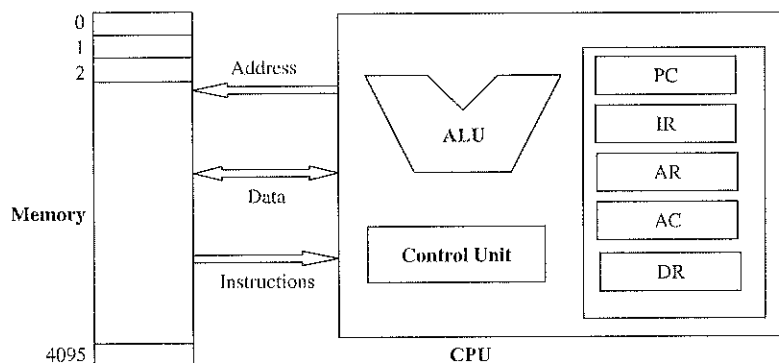 0
1
2
Address
PC
IR
ALU
AR
Data
Memory
AC
Control Unit
Instructions
DR
4095
CPU